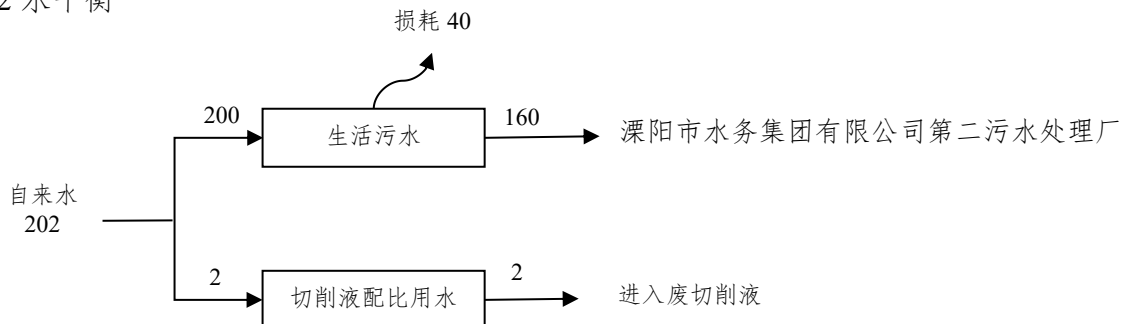 2 水平衡
损耗 40
200
生活污水
160
溧阳市水务集团有限公司第二污水处理厂
自来水
202
2
切削液配比用水
2
进入废切削液